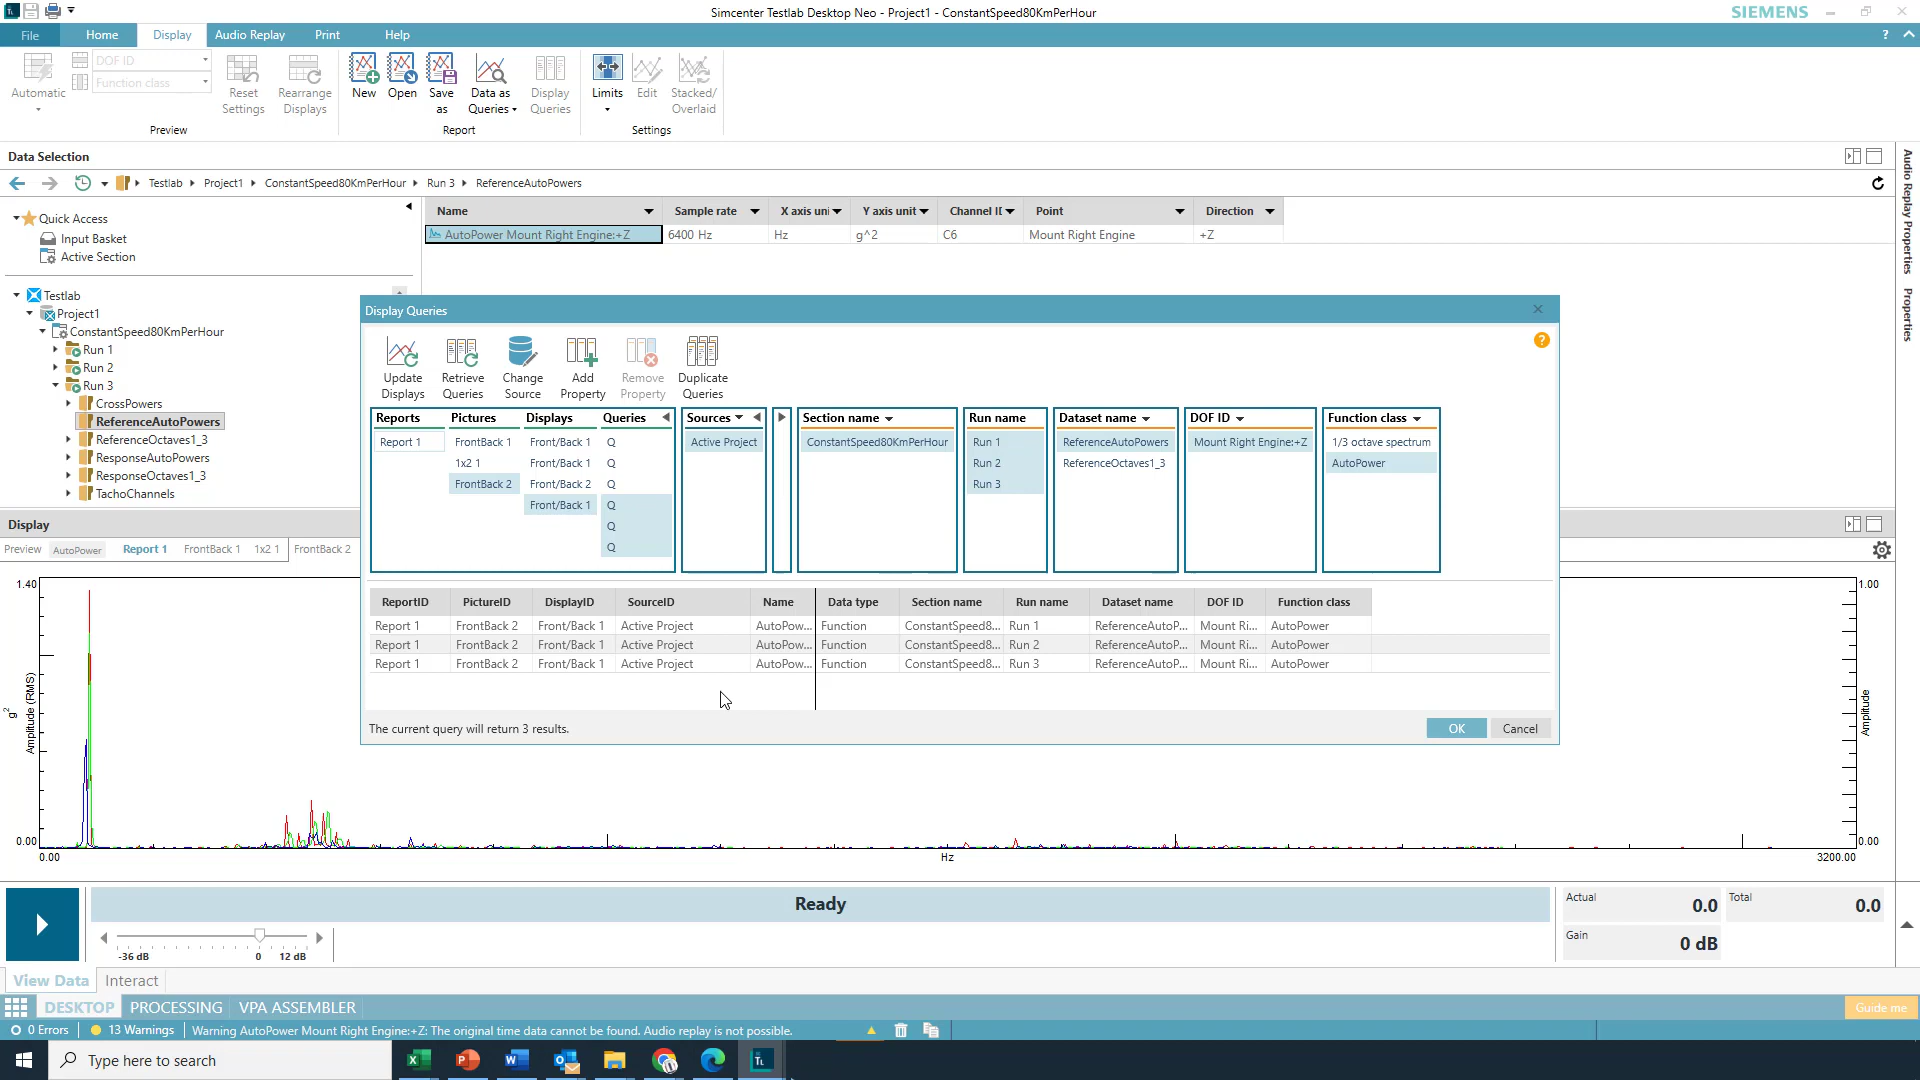 Simcenter Testlab Desktop Neo - Project1 - ConstantSpeed80KmPerHour
SIEMENS
File
Home
Display
Audio Replay
Print
Help
?
Automatic
DOF ID
Function class
Reset Settings
Rearrange Displays
Preview
New
Open
Save as
Data as Queries
Display Queries
Report
Limits
Edit
Stacked/ Overlaid
Settings
Data Selection
Testlab
Project1
ConstantSpeed80KmPerHour
Run 3
ReferenceAutoPowers
Quick Access
Input Basket
Active Section
Testlab
Project1
ConstantSpeed80KmPerHour
Run 1
Run 2
Run 3
CrossPowers
ReferenceAutoPowers
ReferenceOctaves1_3
ResponseAutoPowers
ResponseOctaves1_3
TachoChannels
Name Sample rate X axis uni Y axis unit Channel I Point Direction
AutoPower Mount Right Engine:+Z 6400 Hz Hz g^2 C6 Mount Right Engine +Z
Audio Replay Properties
Properties
Display Queries
?
Update Displays
Retrieve Queries
Change Source
Add Property
Remove Property
Duplicate Queries
Reports Pictures Displays Queries Sources Section name Run name Dataset name DOF ID Function class
Report 1 FrontBack 1 Front/Back 1 Q Active Project ConstantSpeed80KmPerHour Run 1 ReferenceAutoPowers Mount Right Engine:+Z 1/3 octave spectrum
1x2 1 Front/Back 1 Q Run 2 ReferenceOctaves1_3 AutoPower
FrontBack 2 Front/Back 2 Q Run 3
Front/Back 1 Q
Q
Q
ReportID PictureID DisplayID SourceID Name Data type Section name Run name Dataset name DOF ID Function class
Report 1 FrontBack 2 Front/Back 1 Active Project AutoPow... Function ConstantSpeed8... Run 1 ReferenceAutoP... Mount Ri... AutoPower
Report 1 FrontBack 2 Front/Back 1 Active Project AutoPow... Function ConstantSpeed8... Run 2 ReferenceAutoP... Mount Ri... AutoPower
Report 1 FrontBack 2 Front/Back 1 Active Project AutoPow... Function ConstantSpeed8... Run 3 ReferenceAutoP... Mount Ri... AutoPower
The current query will return 3 results.
OK
Cancel
Display
Preview AutoPower Report 1 FrontBack 1 1x2 1 FrontBack 2
1.40
g²
Amplitude (RMS)
0.00
0.00
Hz
3200.00
1.00
Amplitude
0.00
Ready
-36 dB 0 12 dB
Actual 0.0
Total 0.0
Gain 0 dB
View Data Interact
DESKTOP PROCESSING VPA ASSEMBLER
Guide me
0 Errors 13 Warnings Warning AutoPower Mount Right Engine:+Z: The original time data cannot be found. Audio replay is not possible.
Type here to search